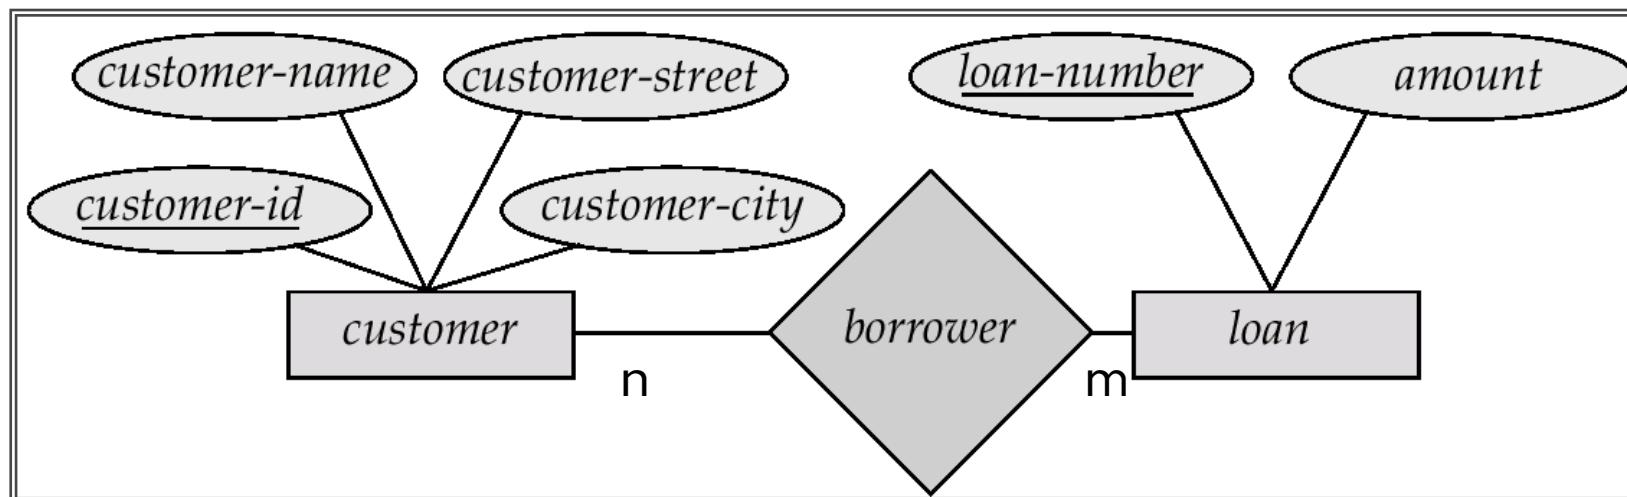 customer-name
customer-street
loan-number
amount
customer-id
customer-city
customer
borrower
loan
n
m